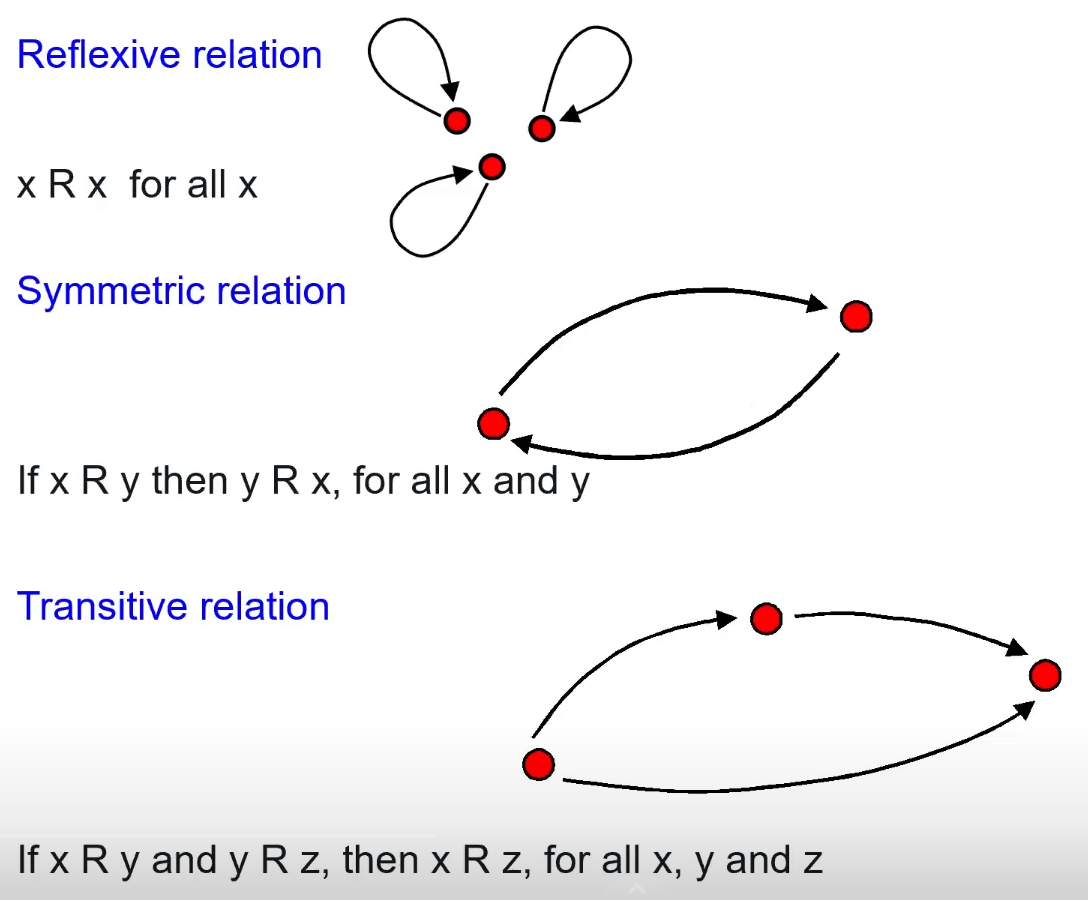 Reflexive relation
x R x for all x
Symmetric relation
If x R y then y R x, for all x and y
Transitive relation
If x R y and y R z, then x R z, for all x, y and z